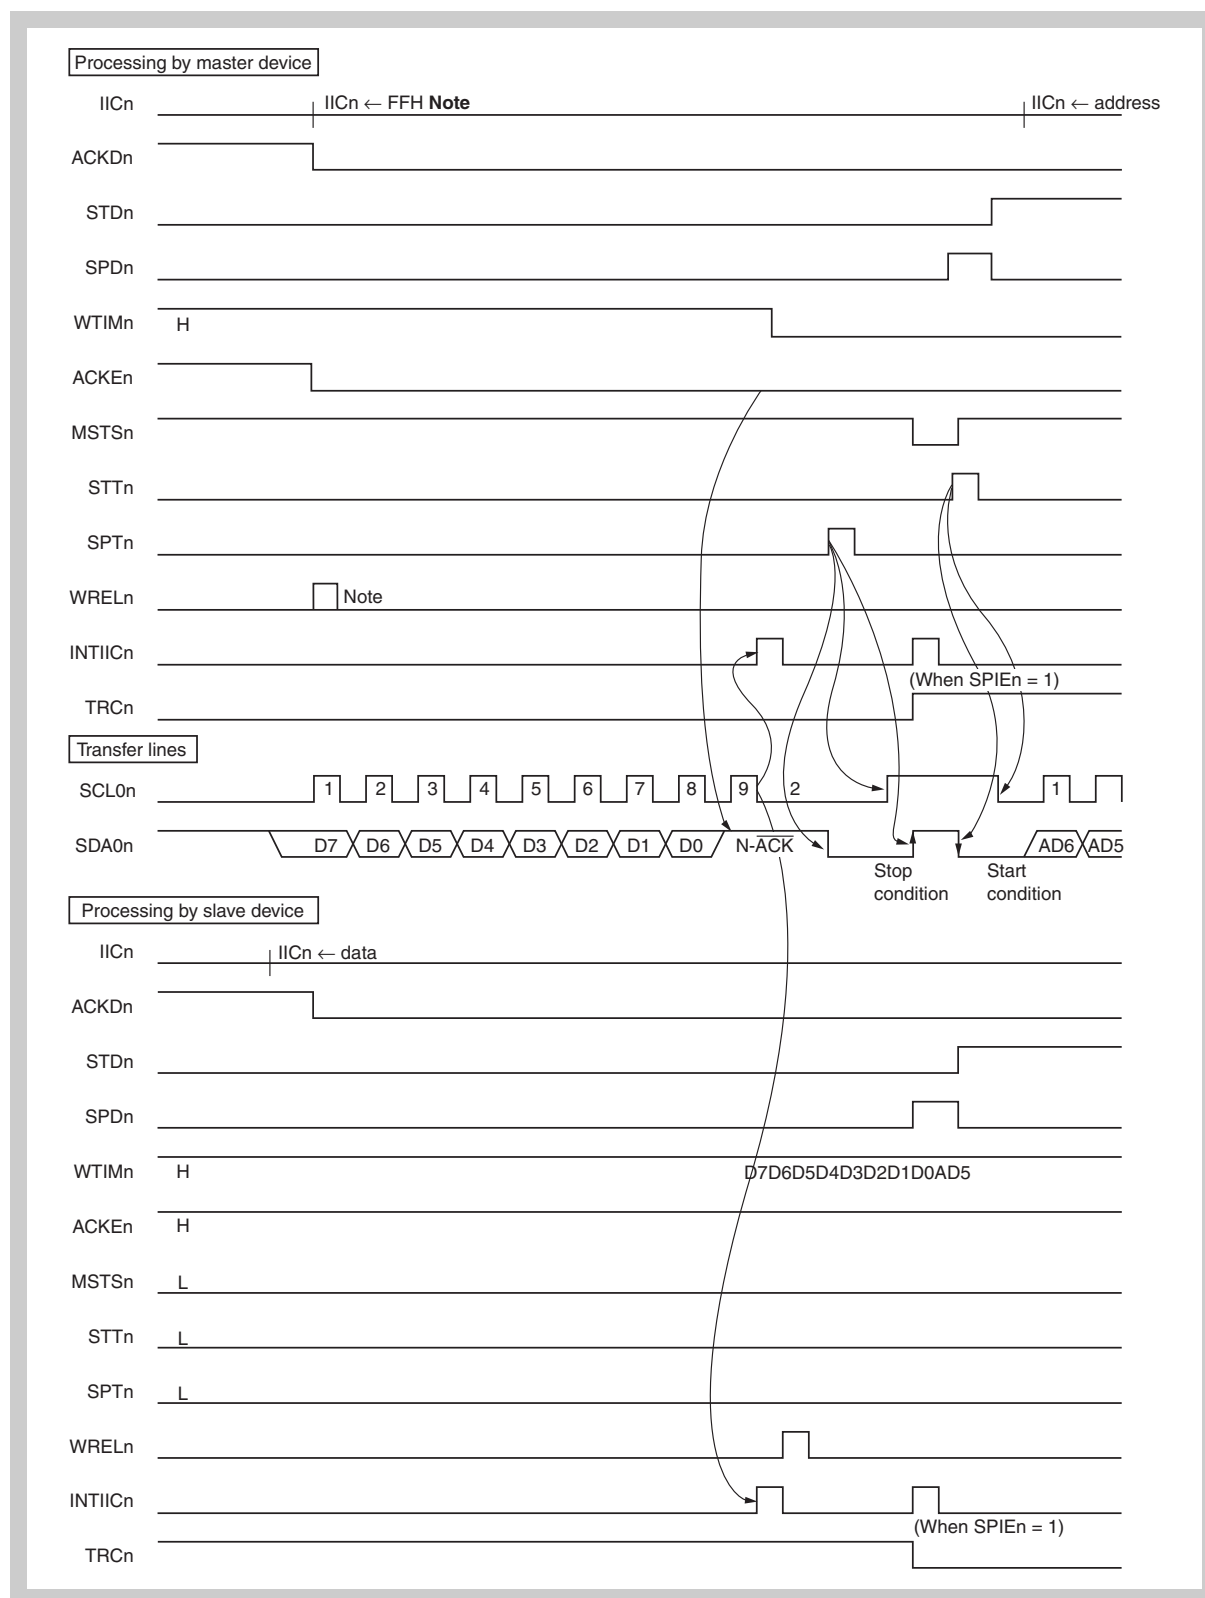 Processing by master device
IICn IICn ← FFH Note IICn ← address
ACKDn
STDn
SPDn
WTIMn H
ACKEn
MSTSn
STTn
SPTn
WRELn Note
INTIICn
(When SPIEn = 1)
TRCn
Transfer lines
SCL0n 1 2 3 4 5 6 7 8 9 2 1
SDA0n D7 D6 D5 D4 D3 D2 D1 D0 N-A̅C̅K̅ AD6 AD5
Stop condition
Start condition
Processing by slave device
IICn IICn ← data
ACKDn
STDn
SPDn
WTIMn H D7D6D5D4D3D2D1D0AD5
ACKEn H
MSTSn L
STTn L
SPTn L
WRELn
INTIICn
(When SPIEn = 1)
TRCn